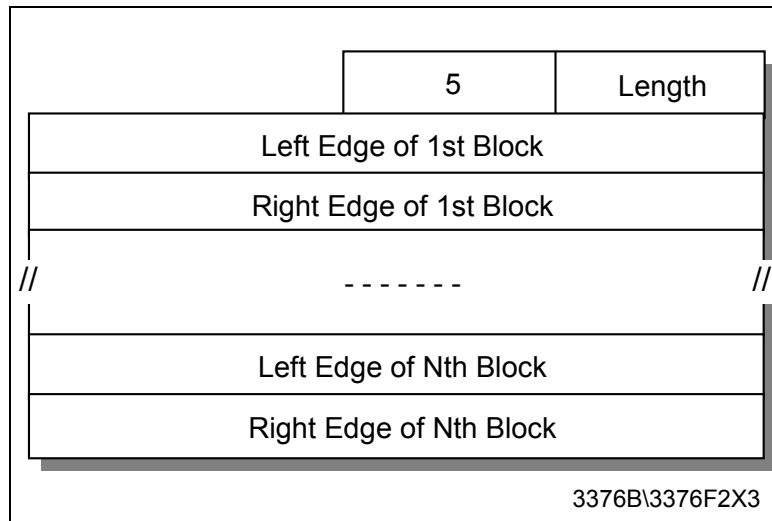 5 Length
Left Edge of 1st Block
Right Edge of 1st Block
// - - - - - - - //
Left Edge of Nth Block
Right Edge of Nth Block
3376B\3376F2X3